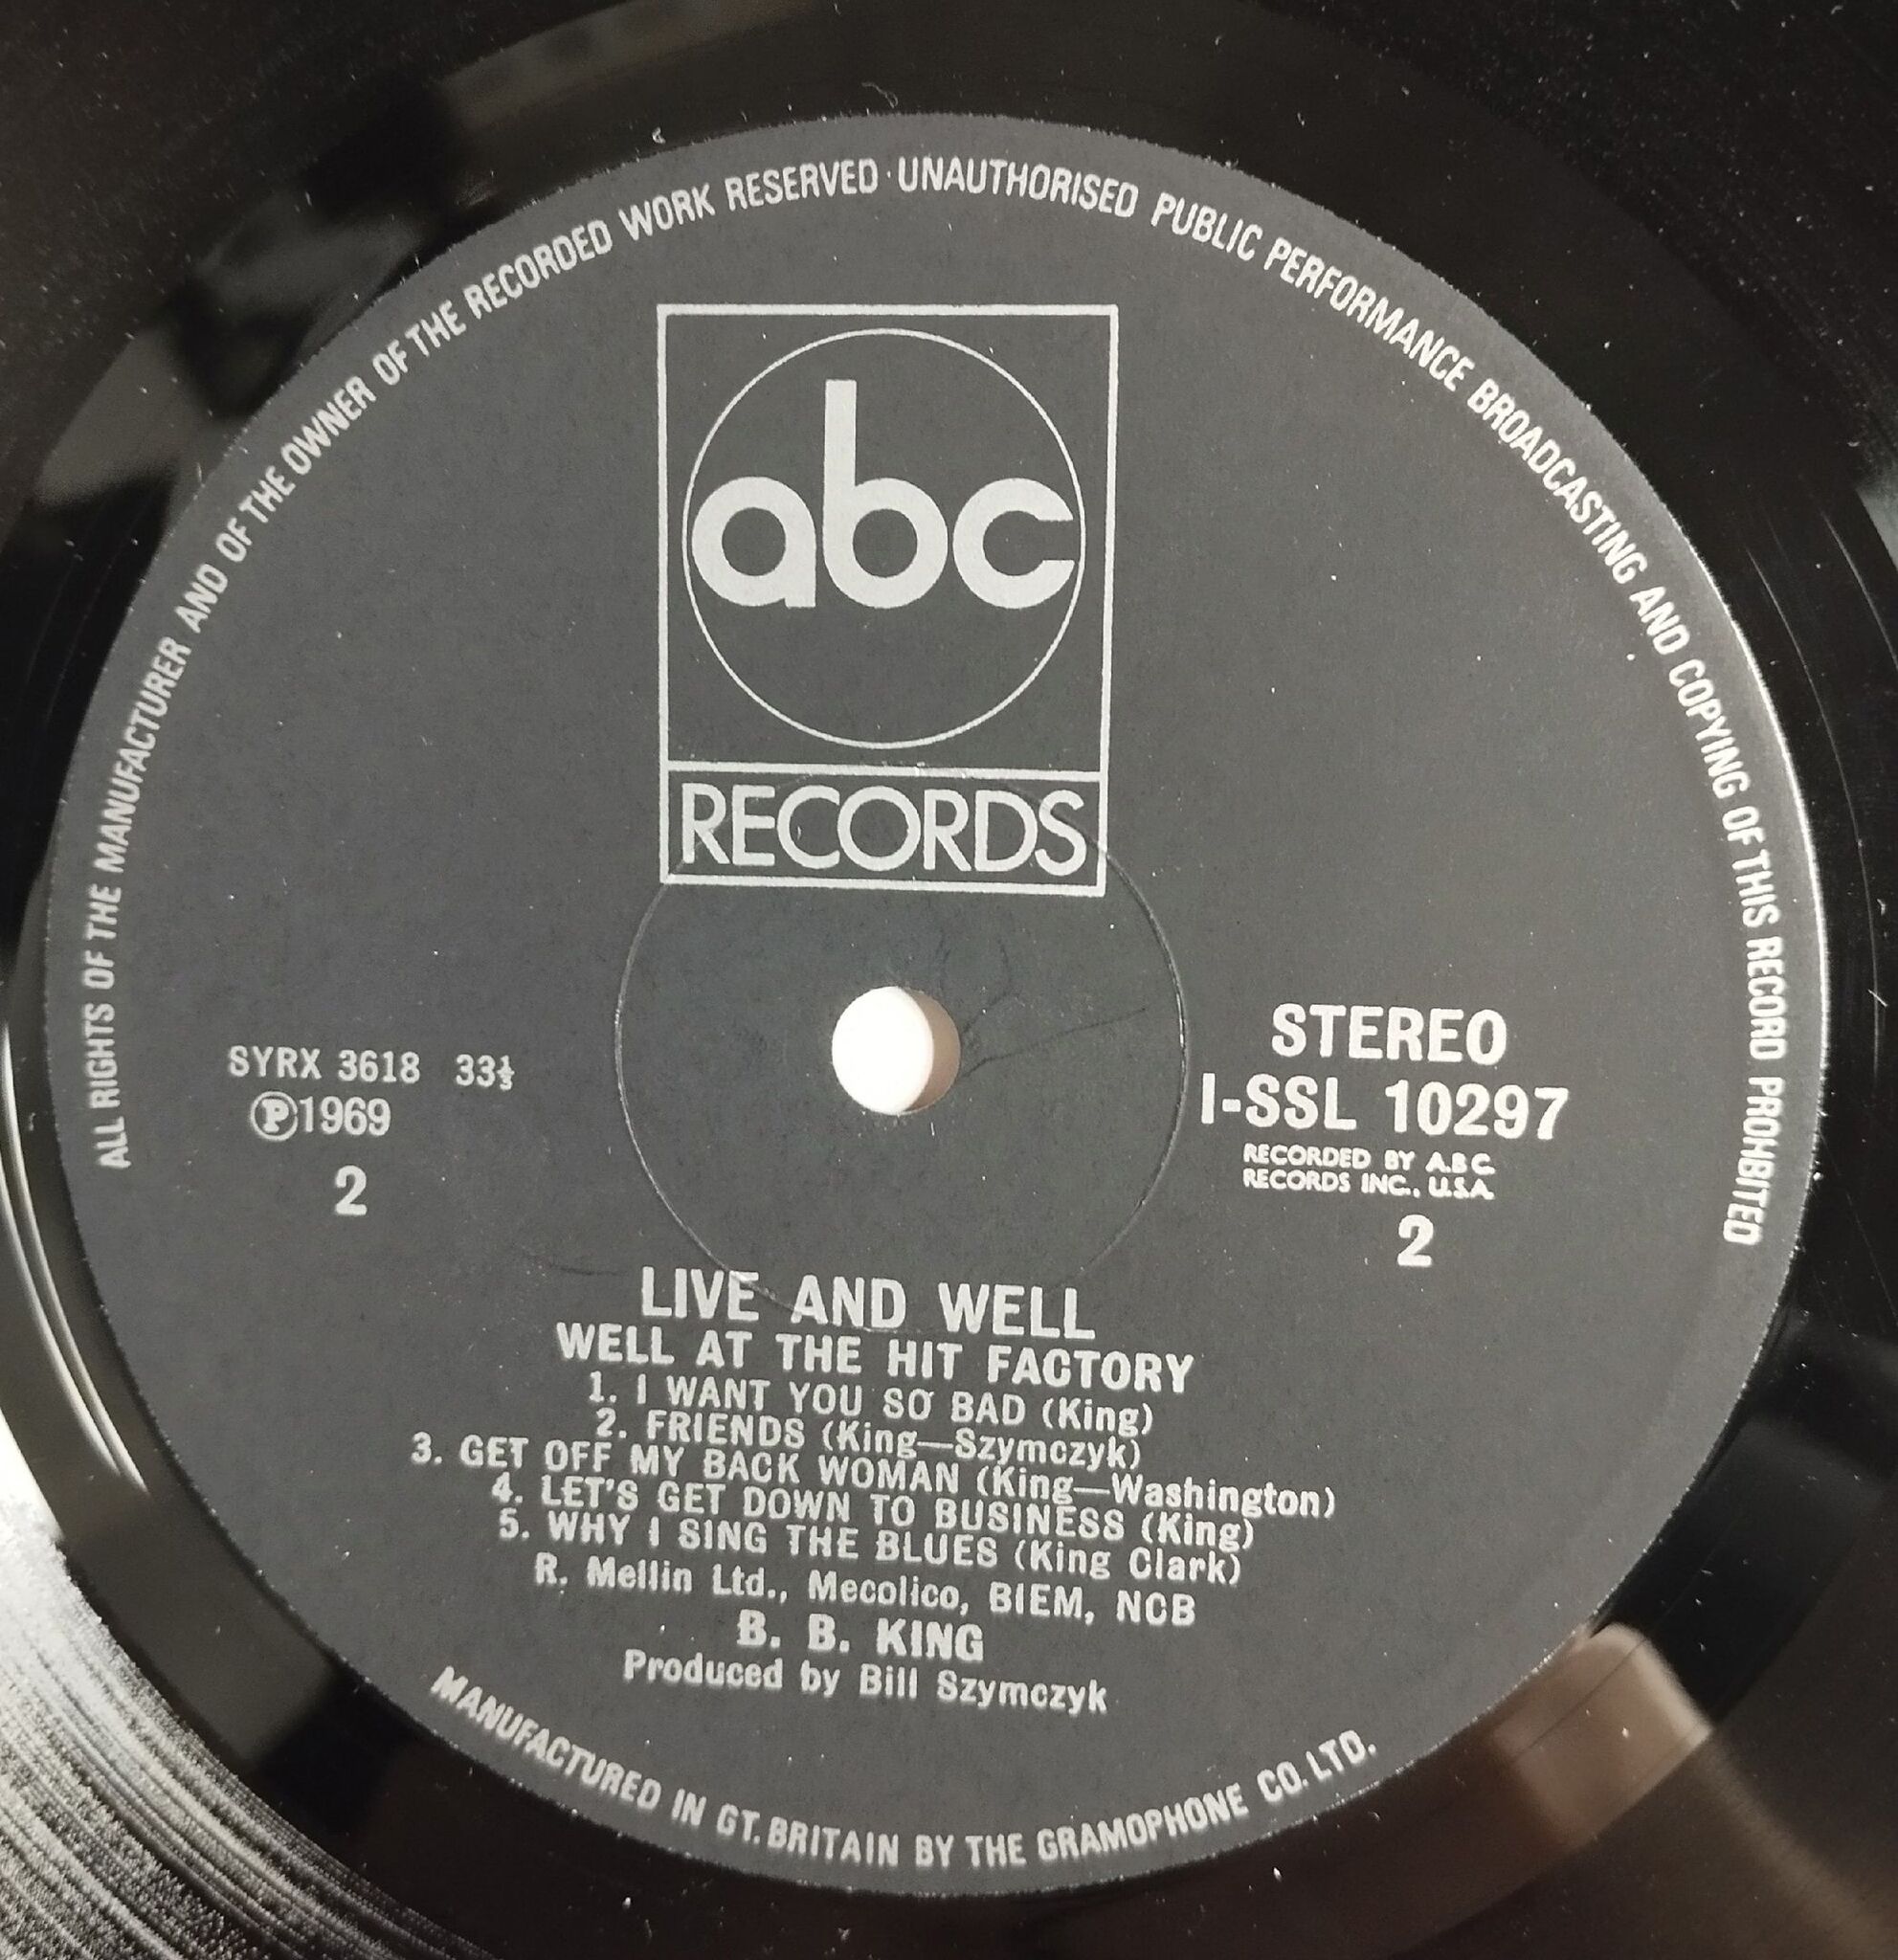 ALL RIGHTS OF THE MANUFACTURER AND OF THE OWNER OF THE RECORDED WORK RESERVED · UNAUTHORISED PUBLIC PERFORMANCE BROADCASTING AND COPYING OF THIS RECORD PROHIBITED
abc
RECORDS
SYRX 3618 33⅓
Ⓟ1969
2
STEREO
I-SSL 10297
RECORDED BY A.B.C.
RECORDS INC., U.S.A.
2
LIVE AND WELL
WELL AT THE HIT FACTORY
1. I WANT YOU SO BAD (King)
2. FRIENDS (King—Szymczyk)
3. GET OFF MY BACK WOMAN (King—Washington)
4. LET'S GET DOWN TO BUSINESS (King)
5. WHY I SING THE BLUES (King Clark)
R. Mellin Ltd., Mecolico, BIEM, NCB
B. B. KING
Produced by Bill Szymczyk
MANUFACTURED IN GT. BRITAIN BY THE GRAMOPHONE CO. LTD.